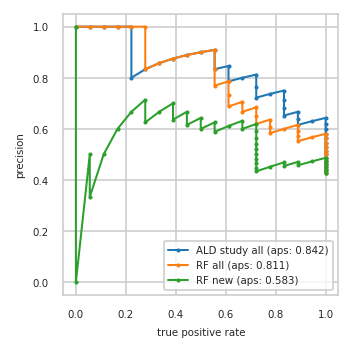 1.0
0.8
0.6
0.4
0.2
0.0
precision
0.0 0.2 0.4 0.6 0.8 1.0
true positive rate
ALD study all (aps: 0.842)
RF all (aps: 0.811)
RF new (aps: 0.583)